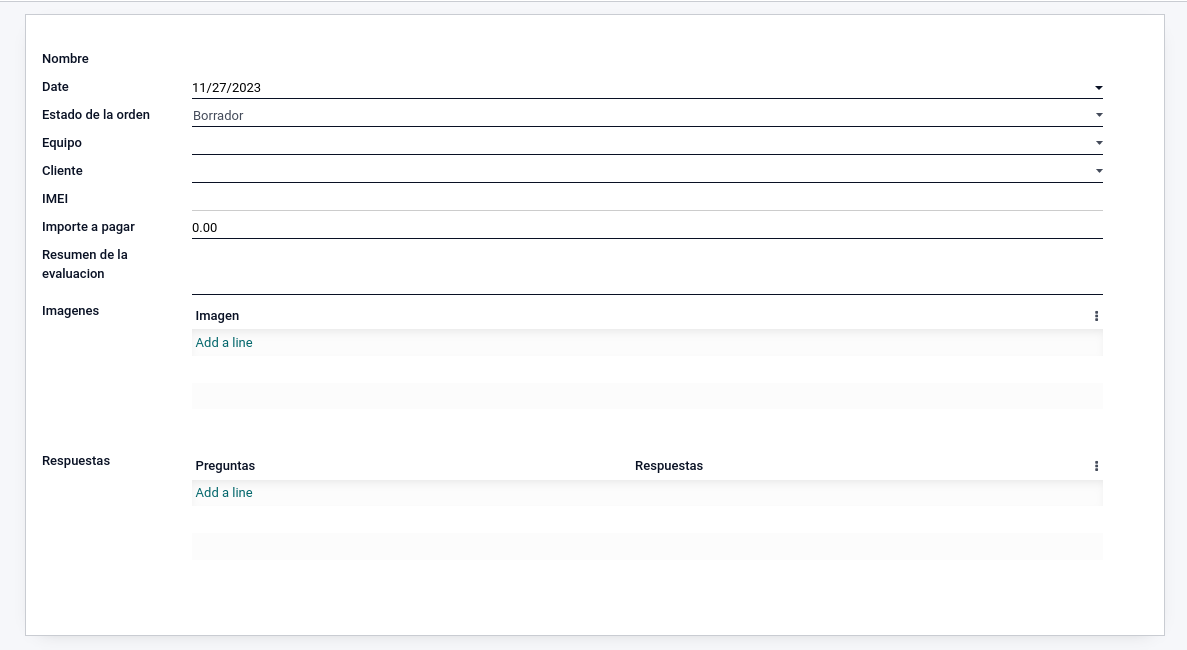 Nombre
Date 11/27/2023
Estado de la orden Borrador
Equipo
Cliente
IMEI
Importe a pagar 0.00
Resumen de la
evaluacion
Imagenes Imagen
Add a line
Respuestas Preguntas Respuestas
Add a line